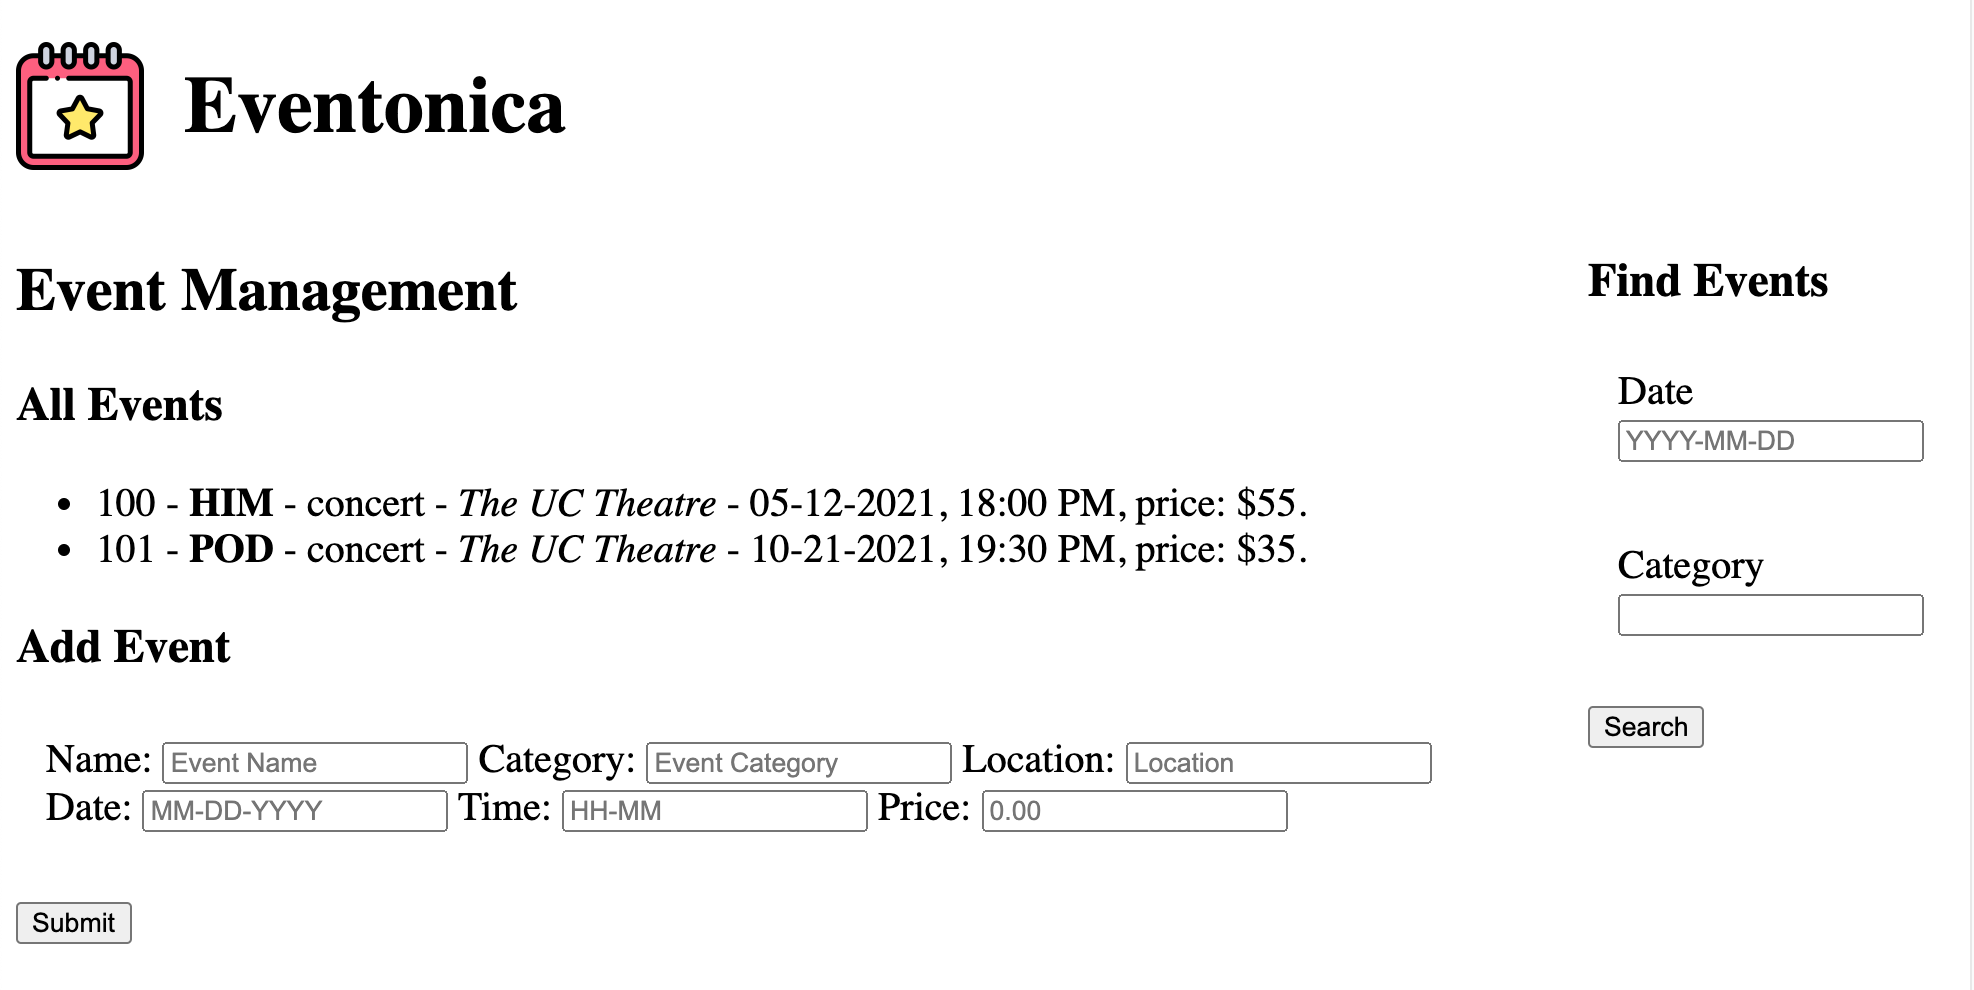 Eventonica
Event Management
All Events
• 100 - HIM - concert - The UC Theatre - 05-12-2021, 18:00 PM, price: $55.
• 101 - POD - concert - The UC Theatre - 10-21-2021, 19:30 PM, price: $35.
Add Event
Name: Event Name Category: Event Category Location: Location
Date: MM-DD-YYYY Time: HH-MM Price: 0.00
Submit
Find Events
Date
YYYY-MM-DD
Category
Search